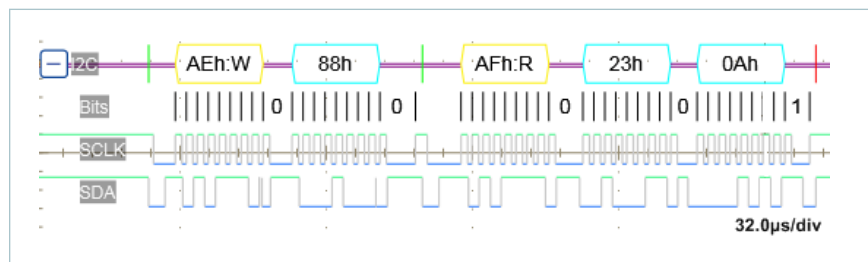 I2C AEh:W 88h AFh:R 23h 0Ah
Bits 0 0 0 0 1
SCLK
SDA
32.0µs/div